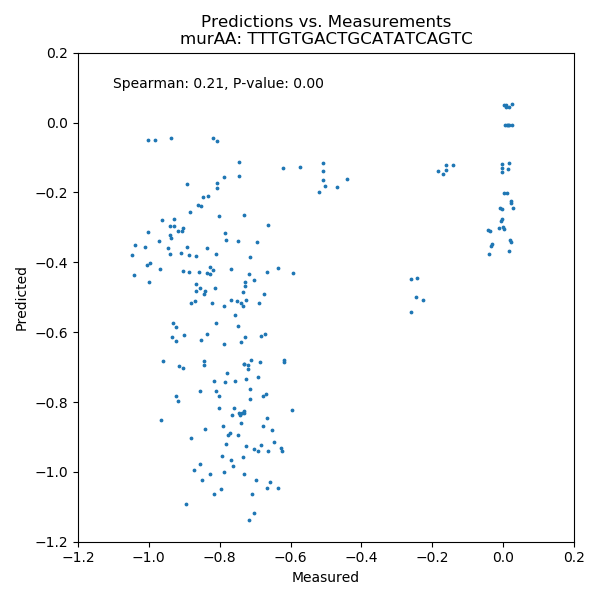 Predictions vs. Measurements
murAA: TTTGTGACTGCATATCAGTC
Spearman: 0.21, P-value: 0.00
0.2
0.0
−0.2
−0.4
−0.6
−0.8
−1.0
−1.2
Predicted
−1.2 −1.0 −0.8 −0.6 −0.4 −0.2 0.0 0.2
Measured